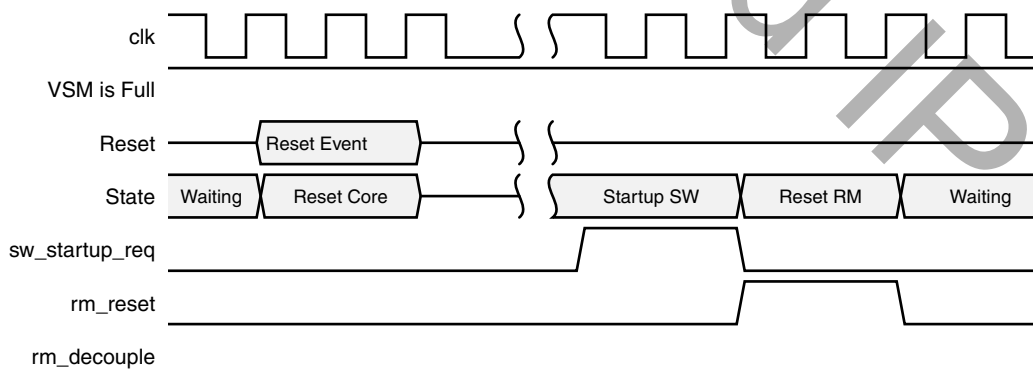 clk
VSM is Full
Reset Reset Event
State Waiting Reset Core Startup SW Reset RM Waiting
sw_startup_req
rm_reset
rm_decouple
IP